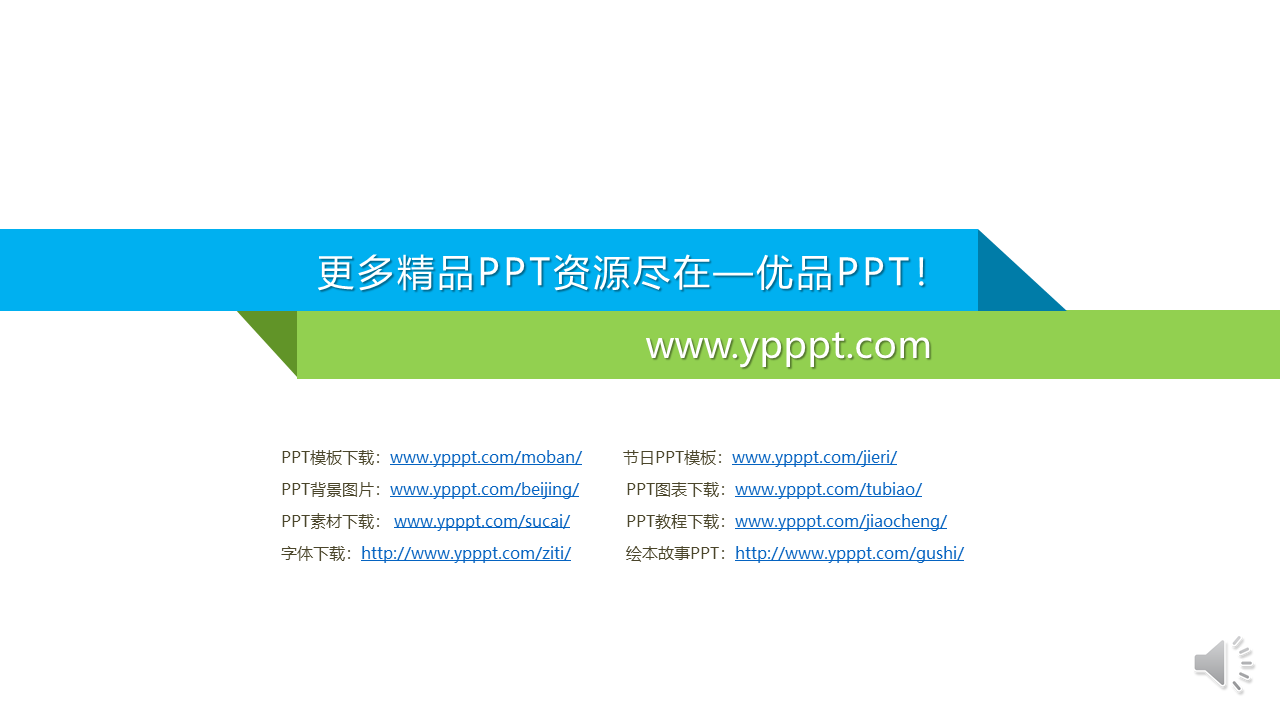 更多精品PPT资源尽在—优品PPT！
www.ypppt.com
PPT模板下载：www.ypppt.com/moban/ 节日PPT模板：www.ypppt.com/jieri/
PPT背景图片：www.ypppt.com/beijing/ PPT图表下载：www.ypppt.com/tubiao/
PPT素材下载： www.ypppt.com/sucai/ PPT教程下载：www.ypppt.com/jiaocheng/
字体下载：http://www.ypppt.com/ziti/ 绘本故事PPT：http://www.ypppt.com/gushi/